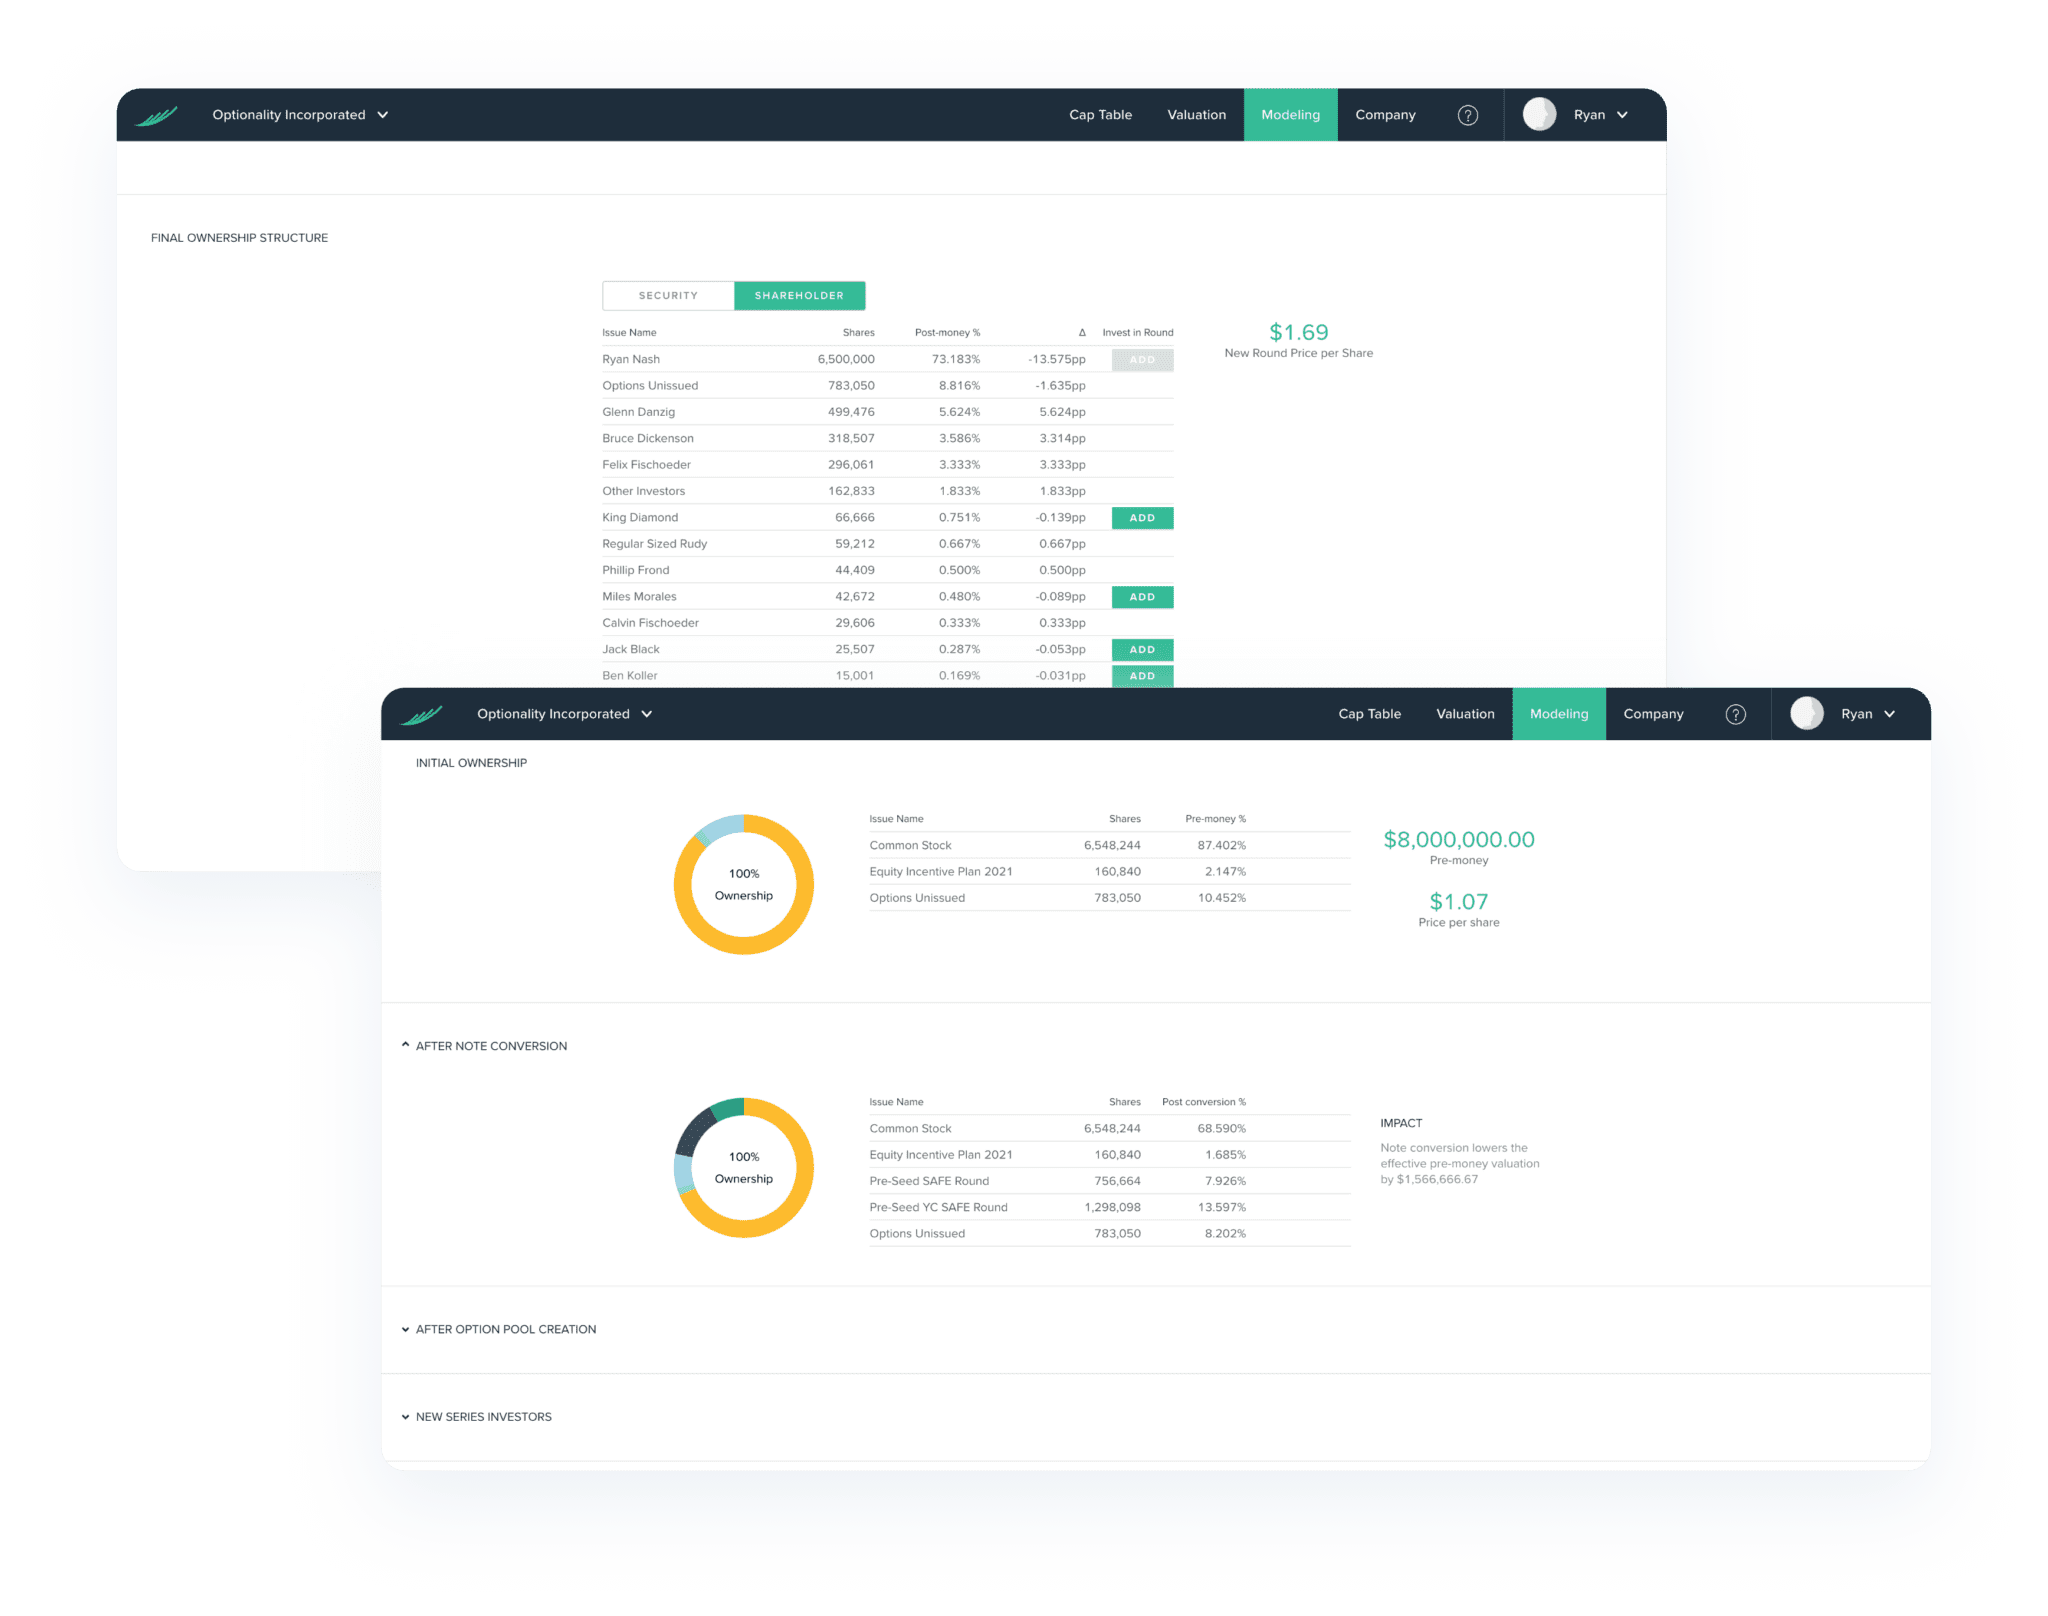 Optionality Incorporated Cap Table Valuation Modeling Company ? Ryan
FINAL OWNERSHIP STRUCTURE
SECURITY SHAREHOLDER
Issue Name Shares Post-money % Δ Invest in Round
Ryan Nash 6,500,000 73.183% -13.575pp ADD
Options Unissued 783,050 8.816% -1.635pp
Glenn Danzig 499,476 5.624% 5.624pp
Bruce Dickenson 318,507 3.586% 3.314pp
Felix Fischoeder 296,061 3.333% 3.333pp
Other Investors 162,833 1.833% 1.833pp
King Diamond 66,666 0.751% -0.139pp ADD
Regular Sized Rudy 59,212 0.667% 0.667pp
Phillip Frond 44,409 0.500% 0.500pp
Miles Morales 42,672 0.480% -0.089pp ADD
Calvin Fischoeder 29,606 0.333% 0.333pp
Jack Black 25,507 0.287% -0.053pp ADD
Ben Koller 15,001 0.169% -0.031pp ADD
$1.69
New Round Price per Share
Optionality Incorporated Cap Table Valuation Modeling Company ? Ryan
INITIAL OWNERSHIP
100%
Ownership
Issue Name Shares Pre-money %
Common Stock 6,548,244 87.402%
Equity Incentive Plan 2021 160,840 2.147%
Options Unissued 783,050 10.452%
$8,000,000.00
Pre-money
$1.07
Price per share
AFTER NOTE CONVERSION
100%
Ownership
Issue Name Shares Post conversion %
Common Stock 6,548,244 68.590%
Equity Incentive Plan 2021 160,840 1.685%
Pre-Seed SAFE Round 756,664 7.926%
Pre-Seed YC SAFE Round 1,298,098 13.597%
Options Unissued 783,050 8.202%
IMPACT
Note conversion lowers the
effective pre-money valuation
by $1,566,666.67
AFTER OPTION POOL CREATION
NEW SERIES INVESTORS